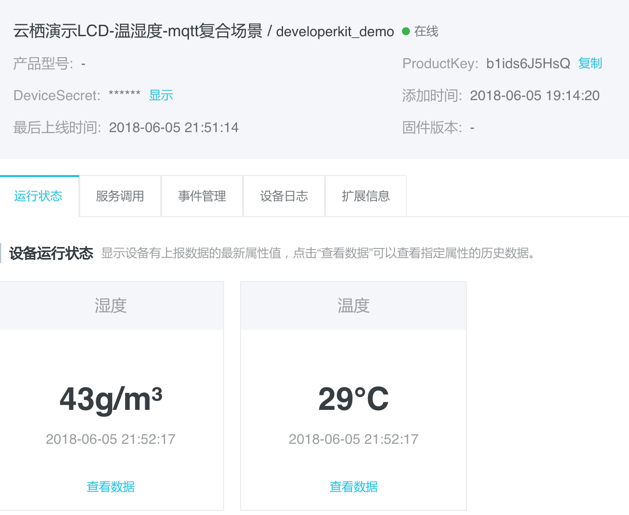 云栖演示LCD-温湿度-mqtt复合场景 / developerkit_demo 在线
产品型号: - ProductKey: b1ids6J5HsQ 复制
DeviceSecret: ****** 显示 添加时间: 2018-06-05 19:14:20
最后上线时间: 2018-06-05 21:51:14 固件版本: -
运行状态 服务调用 事件管理 设备日志 扩展信息
设备运行状态 显示设备有上报数据的最新属性值，点击“查看数据”可以查看指定属性的历史数据。
湿度 温度
43g/m³ 29°C
2018-06-05 21:52:17 2018-06-05 21:52:17
查看数据 查看数据